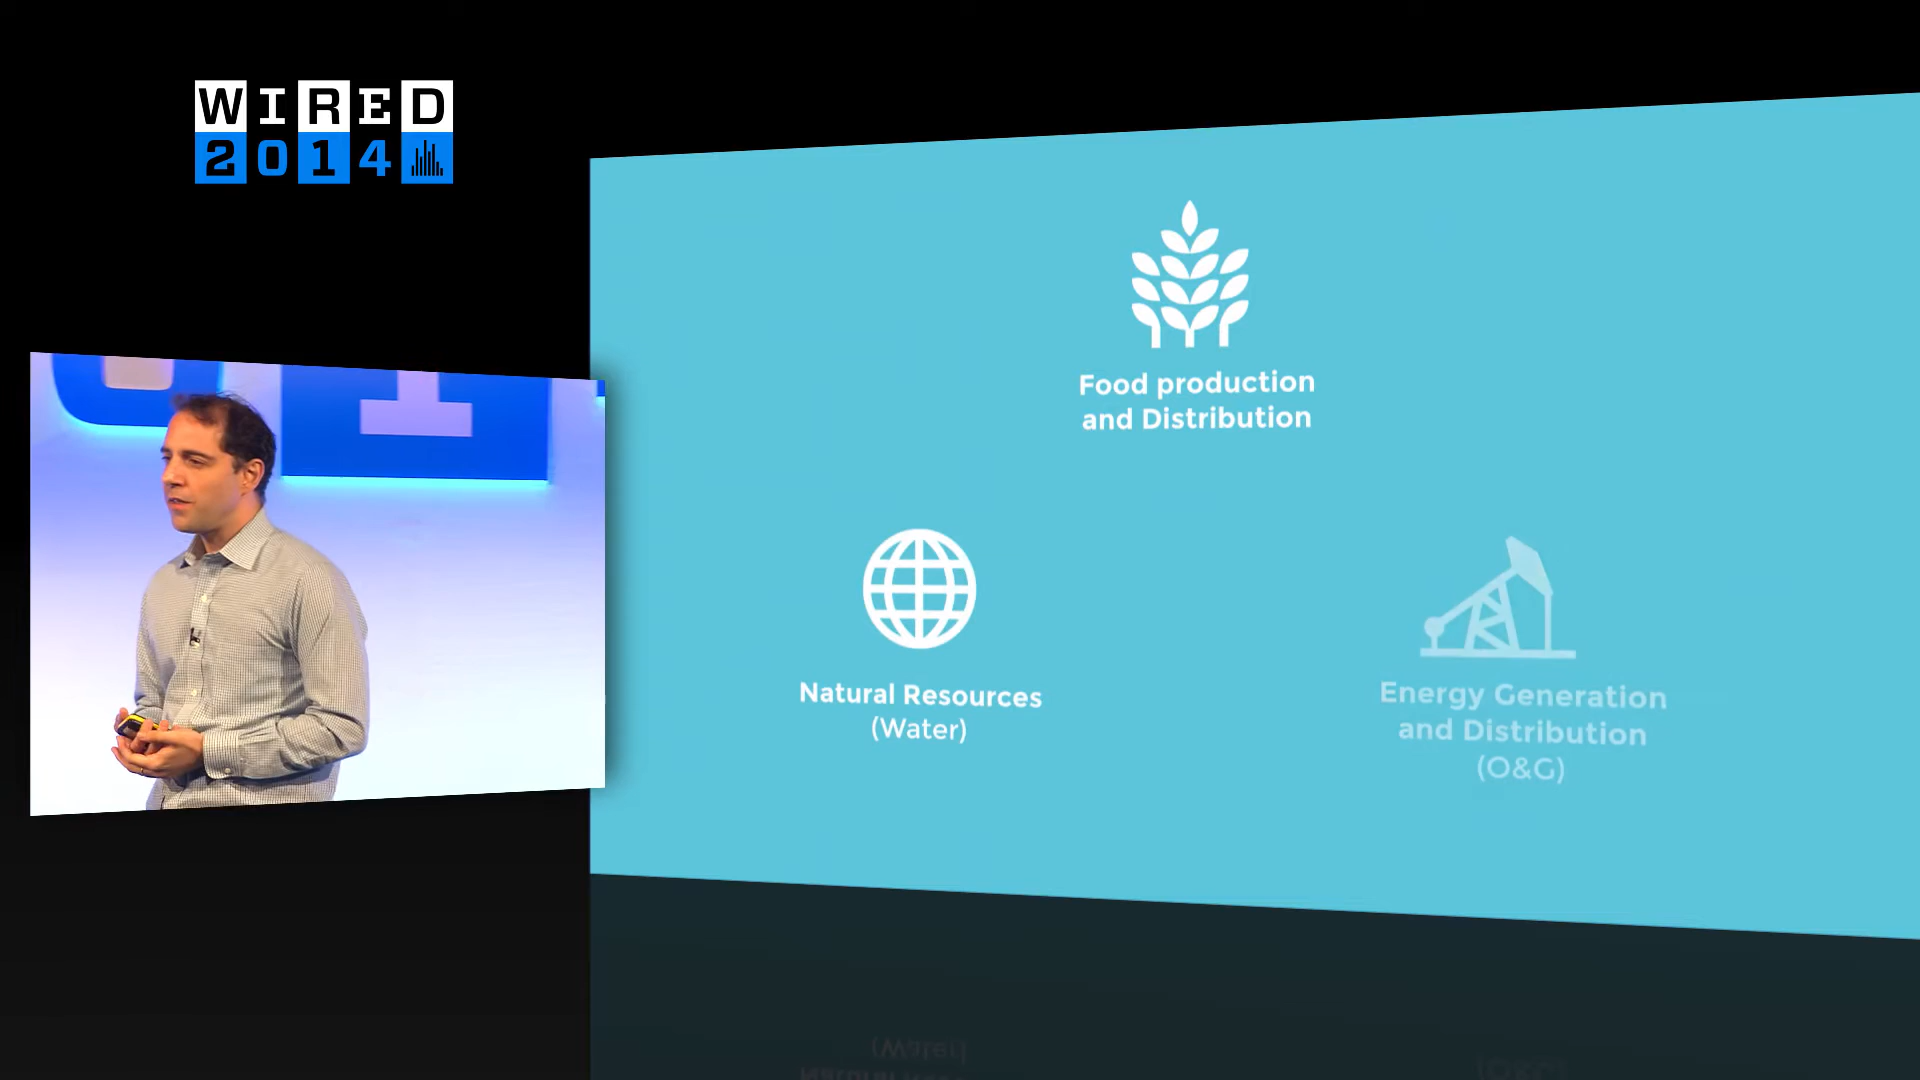 WIRED
2014
Food production
and Distribution
Natural Resources
(Water)
Energy Generation
and Distribution
(O&G)